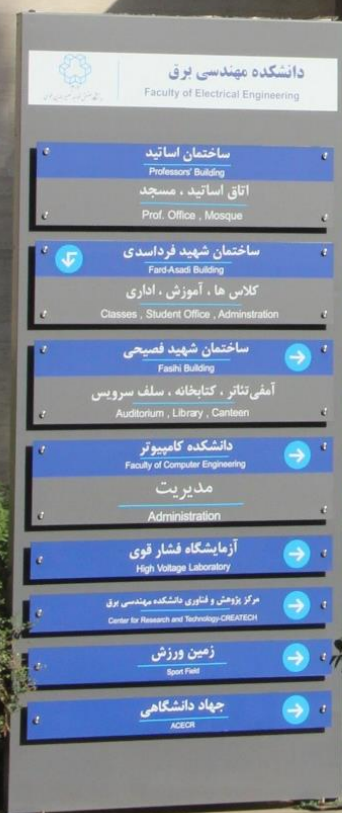 دانشکده مهندسی برق
Faculty of Electrical Engineering
ساختمان اساتید
Professors' Building
اتاق اساتید ، مسجد
Prof. Office , Mosque
ساختمان شهید فرداسدی
Fard-Asadi Building
کلاس ها ، آموزش ، اداری
Classes , Student Office , Adminstration
ساختمان شهید فصیحی
Fasihi Building
آمفی‌تئاتر ، کتابخانه ، سلف سرویس
Auditorium , Library , Canteen
دانشکده کامپیوتر
Faculty of Computer Engineering
مدیریت
Administration
آزمایشگاه فشار قوی
High Voltage Laboratory
مرکز پژوهش و فناوری دانشکده مهندسی برق
Center for Research and Technology-CREATECH
زمین ورزش
Sport Field
جهاد دانشگاهی
ACECR